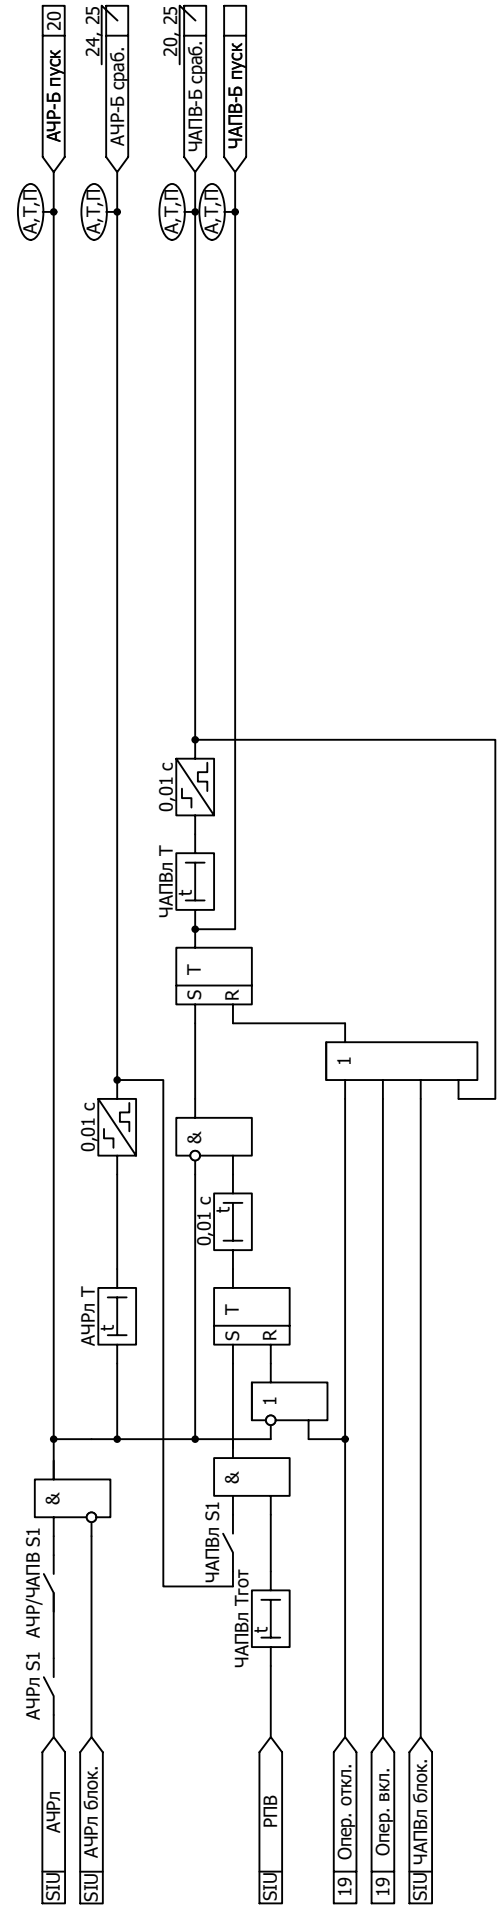 SIU АЧРл
АЧРл S1
АЧР/ЧАПВ S1
&
А,Т,П
АЧР-Б пуск 20
SIU АЧРл блок.
АЧРл Т
t
0,01 с
А,Т,П
АЧР-Б сраб.
24, 25
SIU РПВ
ЧАПВл Тгот
t
ЧАПВл S1
&
1
S T
R
0,01 с
t
&
S T
R
ЧАПВл Т
t
0,01 с
А,Т,П
ЧАПВ-Б сраб.
20, 25
А,Т,П
ЧАПВ-Б пуск
19 Опер. откл.
19 Опер. вкл.
SIU ЧАПВл блок.
1